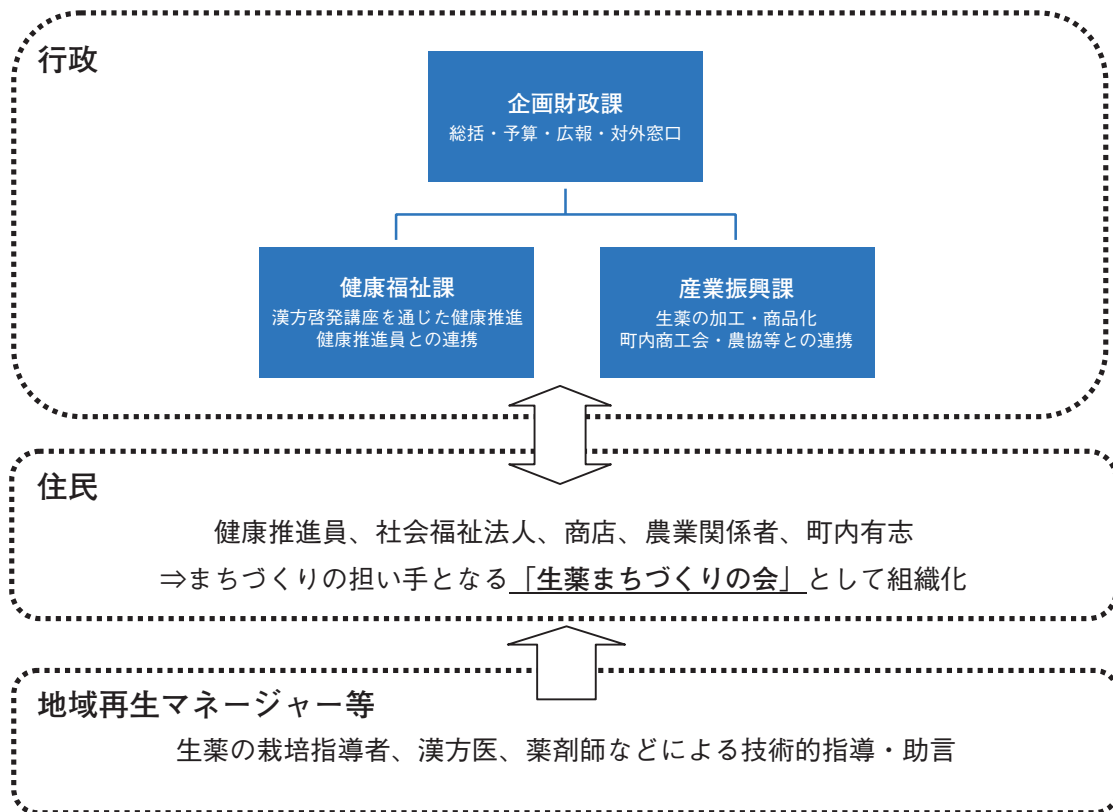 行政
企画財政課
総括・予算・広報・対外窓口
健康福祉課
漢方啓発講座を通じた健康推進
健康推進員との連携
産業振興課
生薬の加工・商品化
町内商工会・農協等との連携
住民
健康推進員、社会福祉法人、商店、農業関係者、町内有志
⇒まちづくりの担い手となる「生薬まちづくりの会」として組織化
地域再生マネージャー等
生薬の栽培指導者、漢方医、薬剤師などによる技術的指導・助言